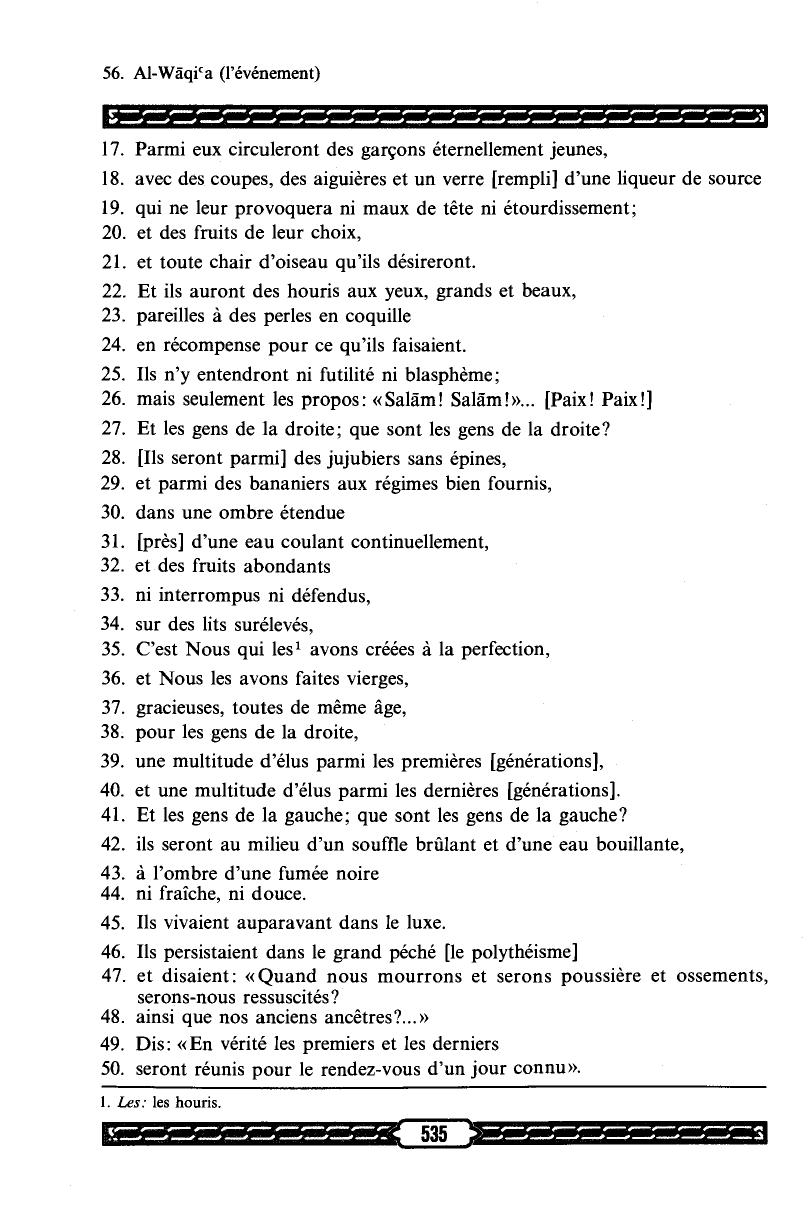 56. Al-Wāqiʿa (l'événement)
17. Parmi eux circuleront des garçons éternellement jeunes,
18. avec des coupes, des aiguières et un verre [rempli] d'une liqueur de source
19. qui ne leur provoquera ni maux de tête ni étourdissement;
20. et des fruits de leur choix,
21. et toute chair d'oiseau qu'ils désireront.
22. Et ils auront des houris aux yeux, grands et beaux,
23. pareilles à des perles en coquille
24. en récompense pour ce qu'ils faisaient.
25. Ils n'y entendront ni futilité ni blasphème;
26. mais seulement les propos: «Salām! Salām!»... [Paix! Paix!]
27. Et les gens de la droite; que sont les gens de la droite?
28. [Ils seront parmi] des jujubiers sans épines,
29. et parmi des bananiers aux régimes bien fournis,
30. dans une ombre étendue
31. [près] d'une eau coulant continuellement,
32. et des fruits abondants
33. ni interrompus ni défendus,
34. sur des lits surélevés,
35. C'est Nous qui les¹ avons créées à la perfection,
36. et Nous les avons faites vierges,
37. gracieuses, toutes de même âge,
38. pour les gens de la droite,
39. une multitude d'élus parmi les premières [générations],
40. et une multitude d'élus parmi les dernières [générations].
41. Et les gens de la gauche; que sont les gens de la gauche?
42. ils seront au milieu d'un souffle brûlant et d'une eau bouillante,
43. à l'ombre d'une fumée noire
44. ni fraîche, ni douce.
45. Ils vivaient auparavant dans le luxe.
46. Ils persistaient dans le grand péché [le polythéisme]
47. et disaient: «Quand nous mourrons et serons poussière et ossements,
serons-nous ressuscités?
48. ainsi que nos anciens ancêtres?...»
49. Dis: «En vérité les premiers et les derniers
50. seront réunis pour le rendez-vous d'un jour connu».
1. Les: les houris.
535